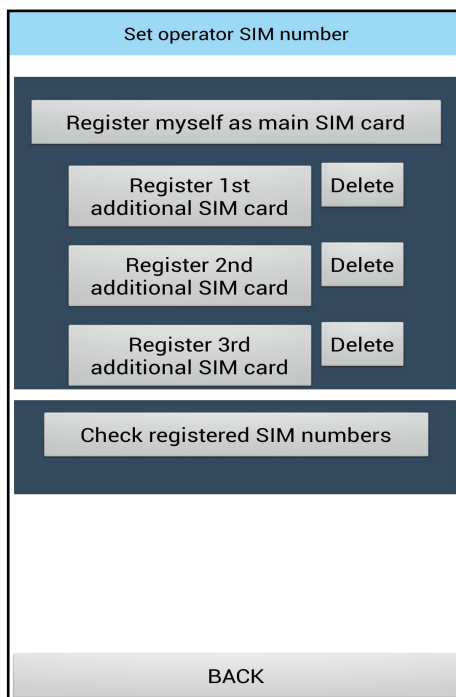 Set operator SIM number
Register myself as main SIM card
Register 1st
additional SIM card
Delete
Register 2nd
additional SIM card
Delete
Register 3rd
additional SIM card
Delete
Check registered SIM numbers
BACK